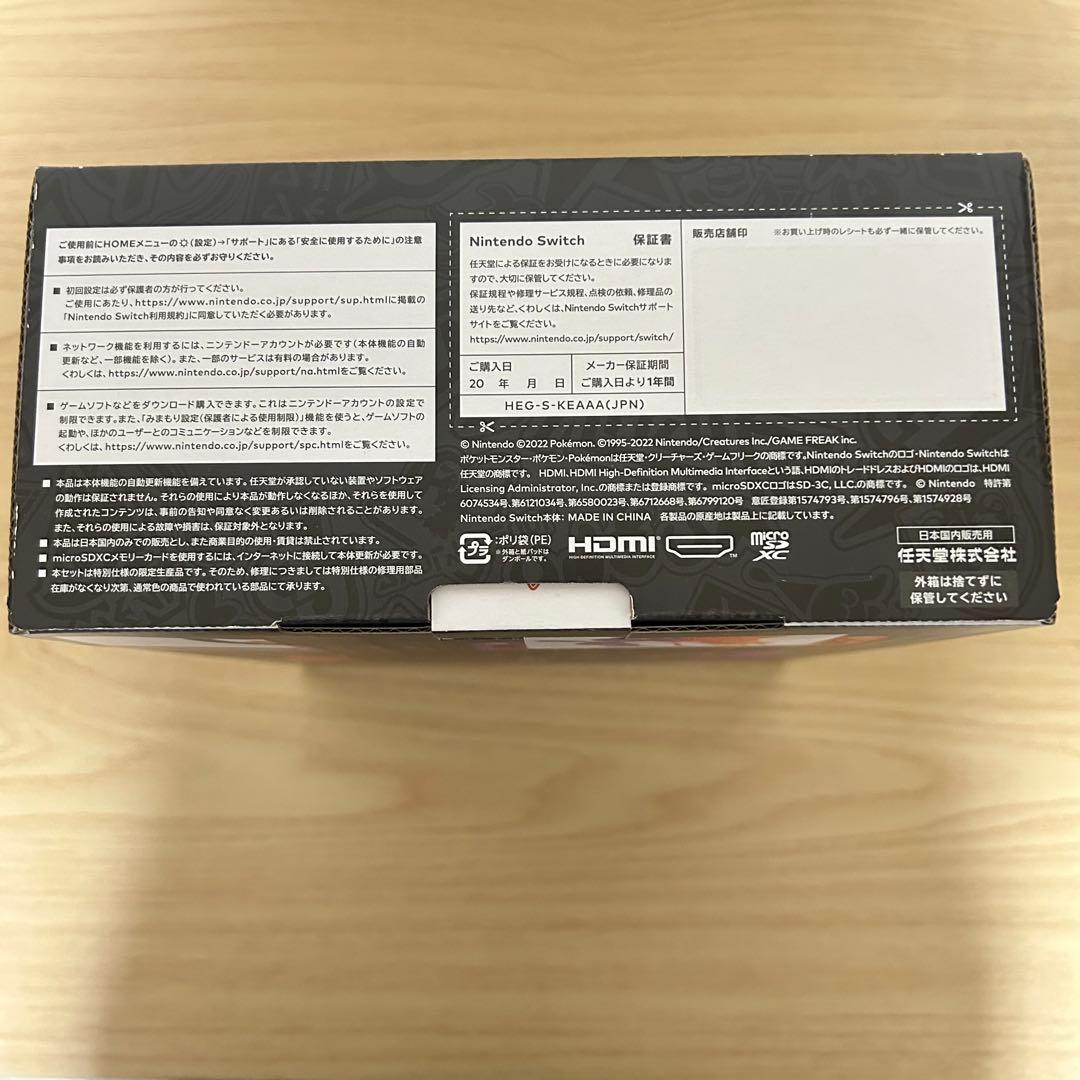 ご使用前にHOMEメニューの（設定）→「サポート」にある「安全に使用するために」の注意
事項をお読みいただき、その内容を必ずお守りください。
■ 初回設定は必ず保護者の方が行ってください。
ご使用にあたり、https://www.nintendo.co.jp/support/sup.htmlに掲載の
「Nintendo Switch利用規約」に同意していただく必要があります。
■ ネットワーク機能を利用するには、ニンテンドーアカウントが必要です（本体機能の自動
更新など、一部機能を除く）。また、一部のサービスは有料の場合があります。
くわしくは、https://www.nintendo.co.jp/support/na.htmlをご覧ください。
■ ゲームソフトなどをダウンロード購入できます。これはニンテンドーアカウントの設定で
制限できます。また、「みまもり設定（保護者による使用制限）」機能を使うと、ゲームソフトの
起動や、ほかのユーザーとのコミュニケーションなどを制限できます。
くわしくは、https://www.nintendo.co.jp/support/spc.htmlをご覧ください。
■ 本品は本体機能の自動更新機能を備えています。任天堂が承認していない装置やソフトウェア
の動作は保証されません。それらの使用により本品が動作しなくなるほか、それらを使用して
作成されたコンテンツは、事前の告知や同意なく変更あるいは削除されることがあります。
また、それらの使用による故障や損害は、保証対象外となります。
■ 本品は日本国内のみでの販売とし、また商業目的の使用・賃貸は禁止されています。
■ microSDXCメモリーカードを使用するには、インターネットに接続して本体更新が必要です。
■ 本セットは特別仕様の限定生産品です。そのため、修理につきましては特別仕様の修理用部品
在庫がなくなり次第、通常色の商品で使われている部品にて承ります。
Nintendo Switch 保証書
任天堂による保証をお受けになるときに必要になりま
すので、大切に保管してください。
保証規程や修理サービス規程、点検の依頼、修理品の
送り先など、くわしくは、Nintendo Switchサポート
サイトをご覧ください。
https://www.nintendo.co.jp/support/switch/
ご購入日
20 年 月 日
メーカー保証期間
ご購入日より1年間
HEG-S-KEAAA(JPN)
販売店舗印 ※お買い上げ時のレシートも必ず一緒に保管してください。
© Nintendo ©2022 Pokémon. ©1995-2022 Nintendo/Creatures Inc./GAME FREAK inc.
ポケットモンスター・ポケモン・Pokémonは任天堂・クリーチャーズ・ゲームフリークの商標です。Nintendo Switchのロゴ・Nintendo Switchは
任天堂の商標です。 HDMI、HDMI High-Definition Multimedia Interfaceという語、HDMIのトレードドレスおよびHDMIのロゴは、HDMI
Licensing Administrator, Inc.の商標または登録商標です。 microSDXCロゴはSD-3C, LLC.の商標です。 © Nintendo 特許第
6074534号、第6121034号、第6580023号、第6712668号、第6799120号 意匠登録第1574793号、第1574796号、第1574928号
Nintendo Switch本体： MADE IN CHINA 各製品の原産地は製品上に記載しています。
プラ ：ポリ袋(PE)
※外箱と紙パッドは
ダンボールです。
HDMI
HIGH-DEFINITION MULTIMEDIA INTERFACE
TM
micro
SD
XC
日本国内販売用
任天堂株式会社
外箱は捨てずに
保管してください